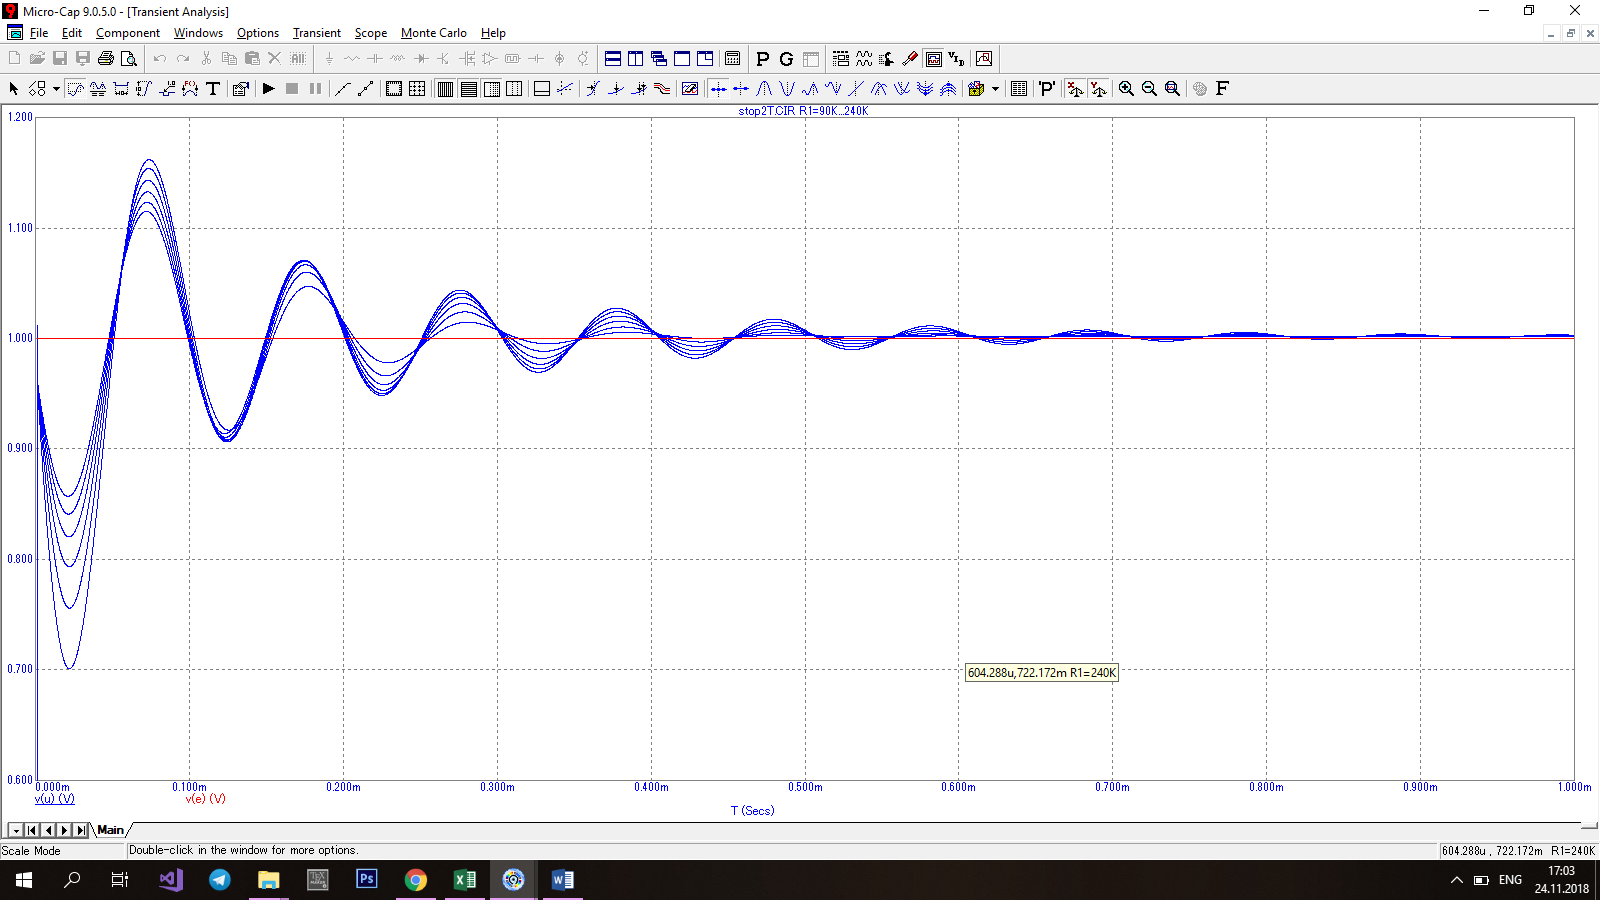 Micro-Cap 9.0.5.0 - [Transient Analysis]
File Edit Component Windows Options Transient Scope Monte Carlo Help
stop2T.CIR R1=90K...240K
1.200
1.100
1.000
0.900
0.800
0.700
0.600
604.288u,722.172m R1=240K
0.000m 0.100m 0.200m 0.300m 0.400m 0.500m 0.600m 0.700m 0.800m 0.900m 1.000m
v(u) (V) v(e) (V)
T (Secs)
Main
Scale Mode Double-click in the window for more options. 604.288u , 722.172m R1=240K
ENG 17:03
24.11.2018